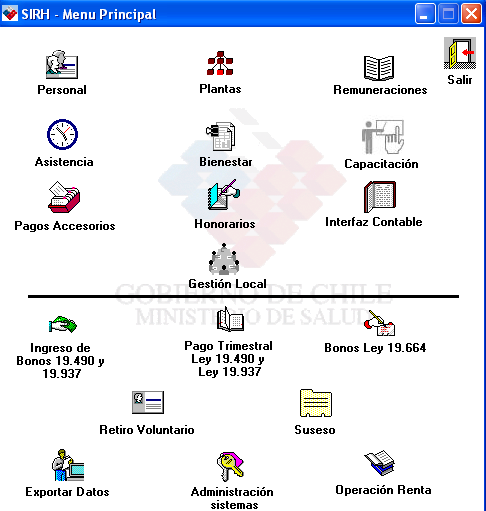 SIRH - Menu Principal
Salir
Personal
Plantas
Remuneraciones
Asistencia
Bienestar
Capacitación
Pagos Accesorios
Honorarios
Interfaz Contable
Gestión Local
GOBIERNO DE CHILE
MINISTERIO DE SALUD
Ingreso de
Bonos 19.490 y
19.937
Pago Trimestral
Ley 19.490 y
Ley 19.937
Bonos Ley 19.664
Retiro Voluntario
Suseso
Exportar Datos
Administración
sistemas
Operación Renta